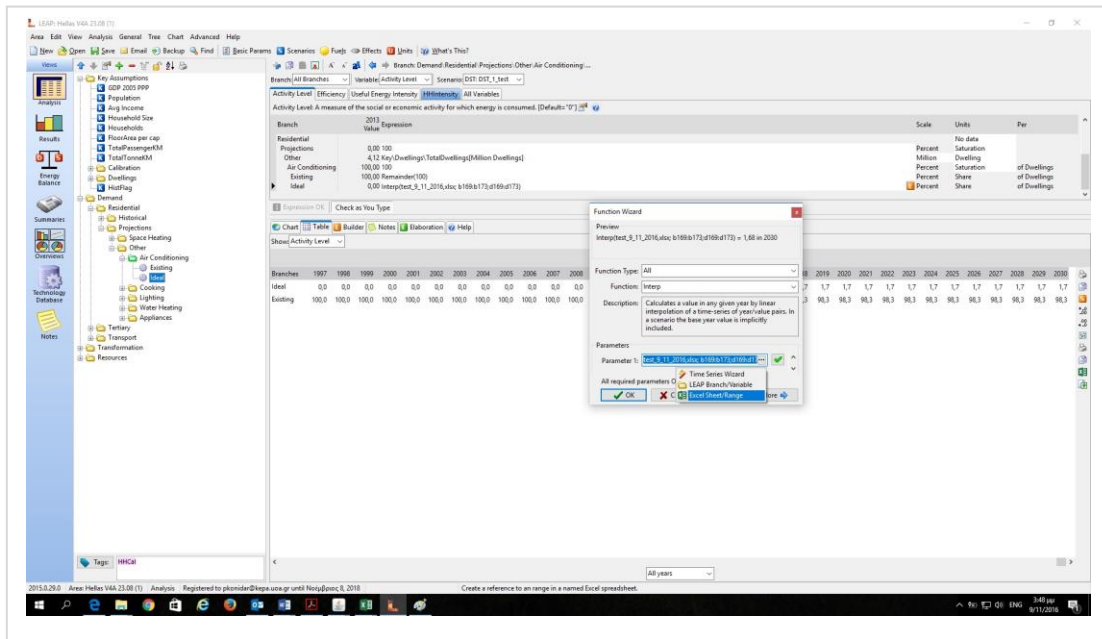 LEAP: Hellas V4A 23.08 (1)
Area Edit View Analysis General Tree Chart Advanced Help
New Open Save Email Backup Find Basic Params Scenarios Fuels Effects Units What's This?
Views
Analysis
Results
Energy Balance
Summaries
Overviews
Technology Database
Notes
Key Assumptions
GDP 2005 PPP
Population
Avg Income
Household Size
Households
FloorArea per cap
TotalPassengerKM
TotalTonneKM
Calibration
Dwellings
HistFlag
Demand
Residential
Historical
Projections
Space Heating
Other
Air Conditioning
Existing
Ideal
Cooking
Lighting
Water Heating
Appliances
Tertiary
Transport
Transformation
Resources
Tags: HHCal
Branch: Demand\Residential\Projections\Other\Air Conditioning\...
Branch: All Branches Variable: Activity Level Scenario: DST: DST_1_test
Activity Level Efficiency Useful Energy Intensity HHIntensity All Variables
Activity Level: A measure of the social or economic activity for which energy is consumed. [Default="0"]
Branch 2013 Value Expression Scale Units Per
Residential No data
Projections 0,00 100 Percent Saturation
Other 4,12 Key\Dwellings\TotalDwellings[Million Dwellings] Million Dwelling
Air Conditioning 100,00 100 Percent Saturation of Dwellings
Existing 100,00 Remainder(100) Percent Share of Dwellings
Ideal 0,00 Interp(test_9_11_2016,xlsx; b169:b173;d169:d173) Percent Share of Dwellings
Expression OK Check as You Type
Chart Table Builder Notes Elaboration Help
Show: Activity Level
Branches 1997 1998 1999 2000 2001 2002 2003 2004 2005 2006 2007 2008 2019 2020 2021 2022 2023 2024 2025 2026 2027 2028 2029 2030
Ideal 0,0 0,0 0,0 0,0 0,0 0,0 0,0 0,0 0,0 0,0 0,0 0,0 1,7 1,7 1,7 1,7 1,7 1,7 1,7 1,7 1,7 1,7 1,7 1,7
Existing 100,0 100,0 100,0 100,0 100,0 100,0 100,0 100,0 100,0 100,0 100,0 100,0 98,3 98,3 98,3 98,3 98,3 98,3 98,3 98,3 98,3 98,3 98,3 98,3
Function Wizard
Preview
Interp(test_9_11_2016,xlsx; b169:b173;d169:d173) = 1,68 in 2030
Function Type: All
Function: Interp
Description: Calculates a value in any given year by linear
interpolation of a time-series of year/value pairs. In
a scenario the base year value is implicitly
included.
Parameters
Parameter 1: test_9_11_2016,xlsx; b169:b173;d169:d17
All required parameters O
Time Series Wizard
LEAP Branch/Variable
Excel Sheet/Range
OK
All years
2015.0.29.0 Area: Hellas V4A 23.08 (1) Analysis Registered to pkonidar@kepa.uoa.gr until Νοέμβριος 8, 2018 Create a reference to an range in a named Excel spreadsheet.
ENG 3:48 μμ
9/11/2016